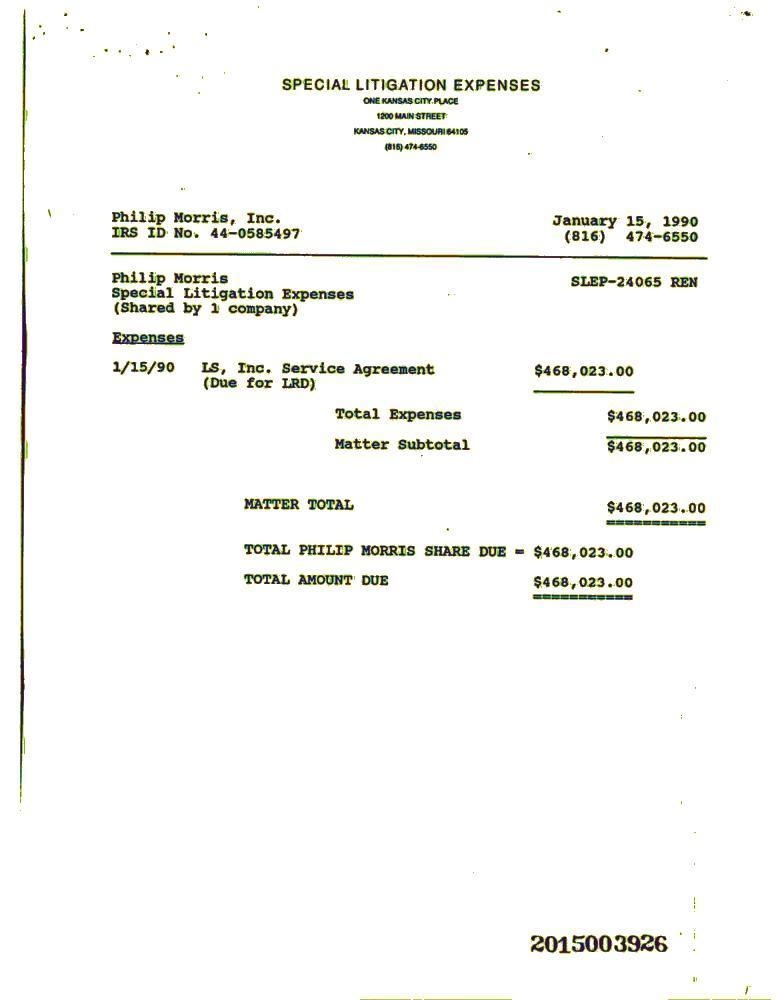 SPECIAL LITIGATION EXPENSES
ONE KANSAS CITY PLACE
1200 MAIN STREET
KANSAS CITY, MISSOURI 64105
(816) 474-6550
Philip Morris, Inc. January 15, 1990
IRS ID No. 44-0585497 (816) 474-6550
Philip Morris SLEP-24065 REN
Special Litigation Expenses
(Shared by 1 company)
Expenses
1/15/90 LS, Inc. Service Agreement $468,023.00
(Due for LRD)
Total Expenses $468,023.00
Matter Subtotal $468,023.00
MATTER TOTAL $468,023.00
===========
TOTAL PHILIP MORRIS SHARE DUE = $468,023.00
TOTAL AMOUNT DUE $468,023.00
===========
2015003926